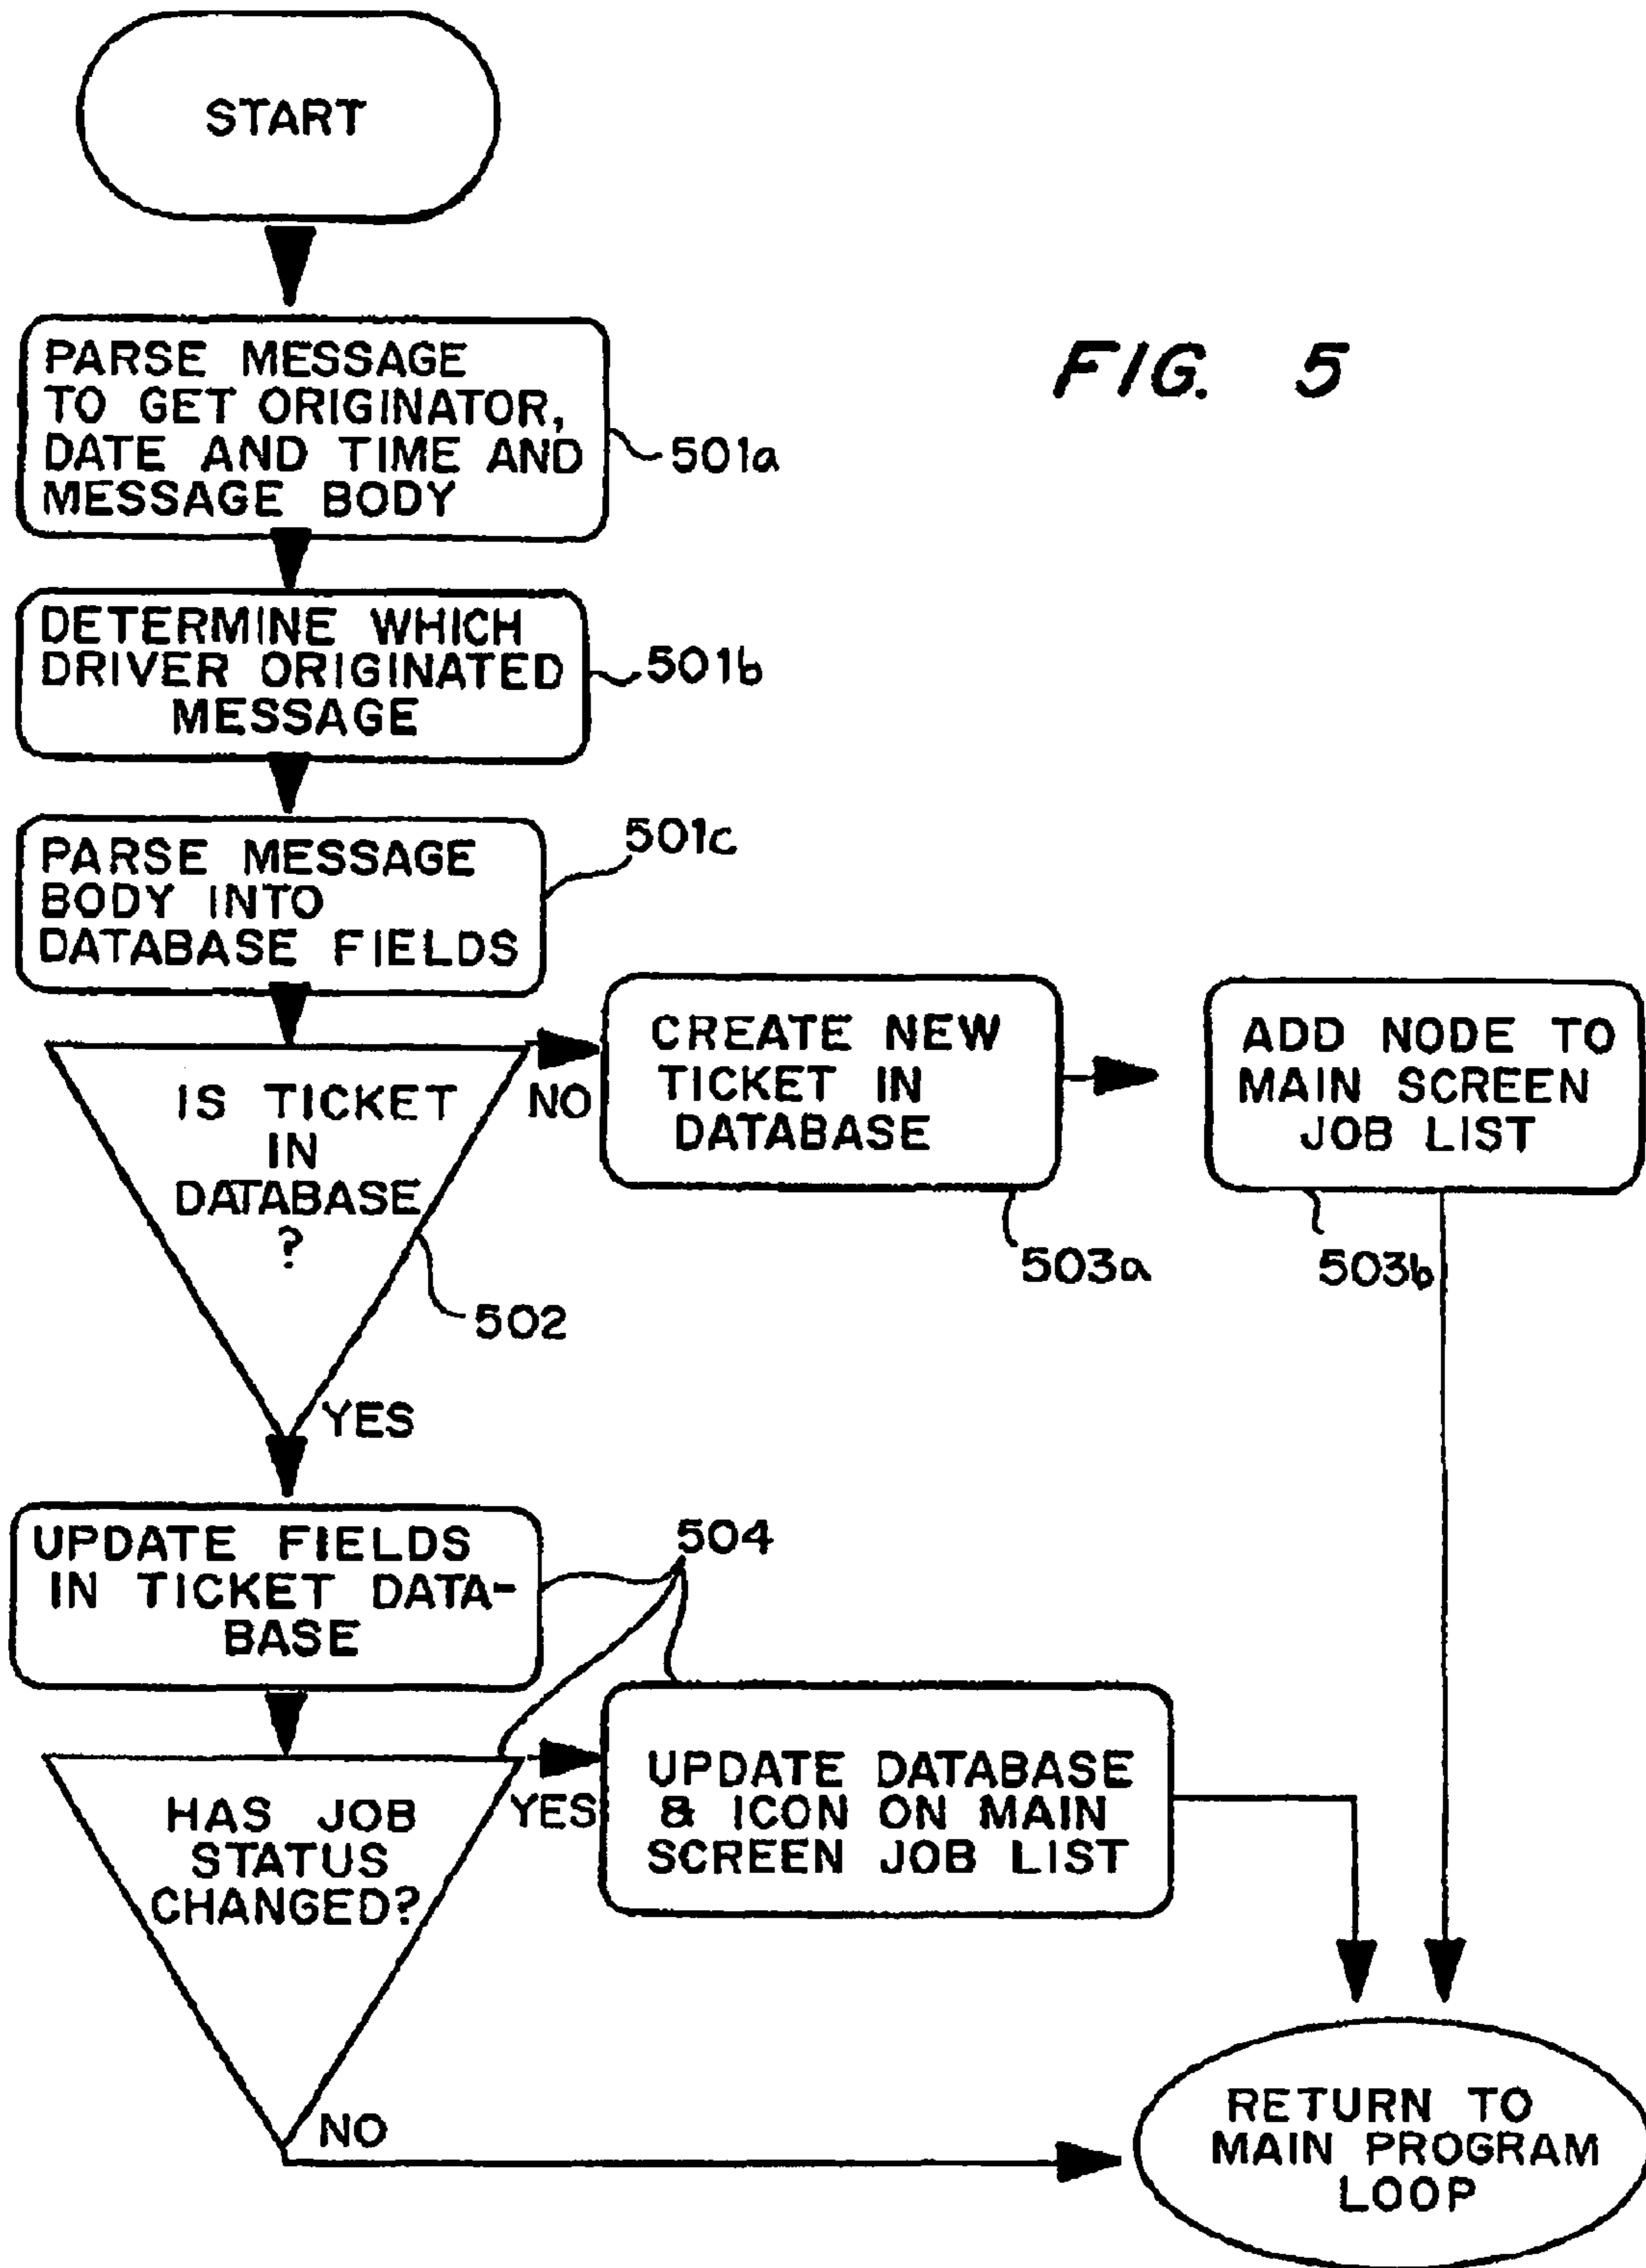 START
FIG. 5
PARSE MESSAGE
TO GET ORIGINATOR,
DATE AND TIME AND
MESSAGE BODY
501a
DETERMINE WHICH
DRIVER ORIGINATED
MESSAGE
501b
PARSE MESSAGE
BODY INTO
DATABASE FIELDS
501c
IS TICKET
IN
DATABASE
?
502
NO
CREATE NEW
TICKET IN
DATABASE
503a
ADD NODE TO
MAIN SCREEN
JOB LIST
503b
YES
UPDATE FIELDS
IN TICKET DATA-
BASE
504
HAS JOB
STATUS
CHANGED?
YES
UPDATE DATABASE
& ICON ON MAIN
SCREEN JOB LIST
NO
RETURN TO
MAIN PROGRAM
LOOP